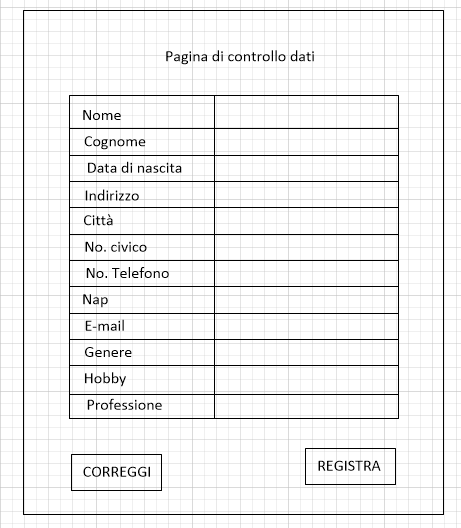 Pagina di controllo dati
Nome
Cognome
Data di nascita
Indirizzo
Città
No. civico
No. Telefono
Nap
E-mail
Genere
Hobby
Professione
CORREGGI
REGISTRA